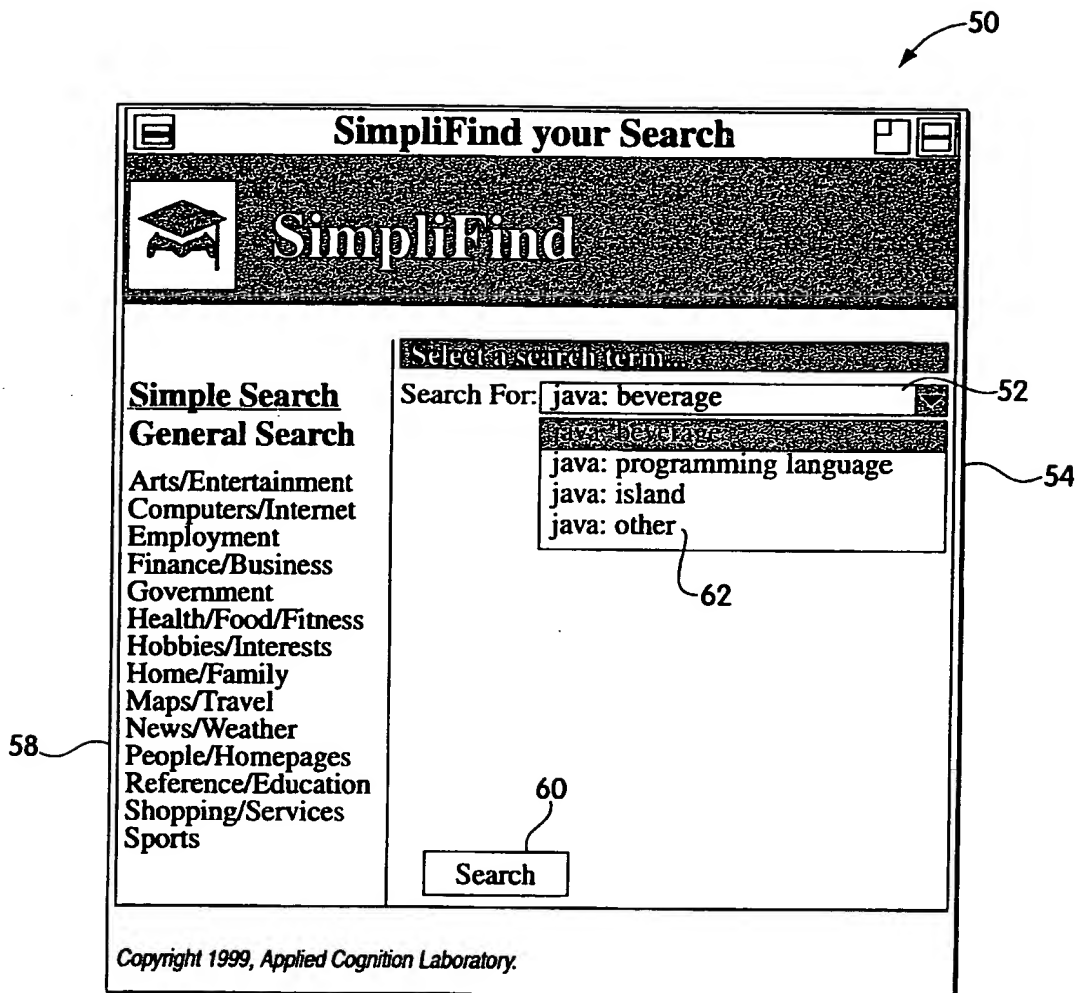 50
SimpliFind your Search
SimpliFind
Select a search term...
Simple Search
General Search
Arts/Entertainment
Computers/Internet
Employment
Finance/Business
Government
Health/Food/Fitness
Hobbies/Interests
Home/Family
Maps/Travel
News/Weather
People/Homepages
Reference/Education
Shopping/Services
Sports
58
Search For: java: beverage
52
java: beverage
java: programming language
java: island
java: other
54
62
60
Search
Copyright 1999, Applied Cognition Laboratory.